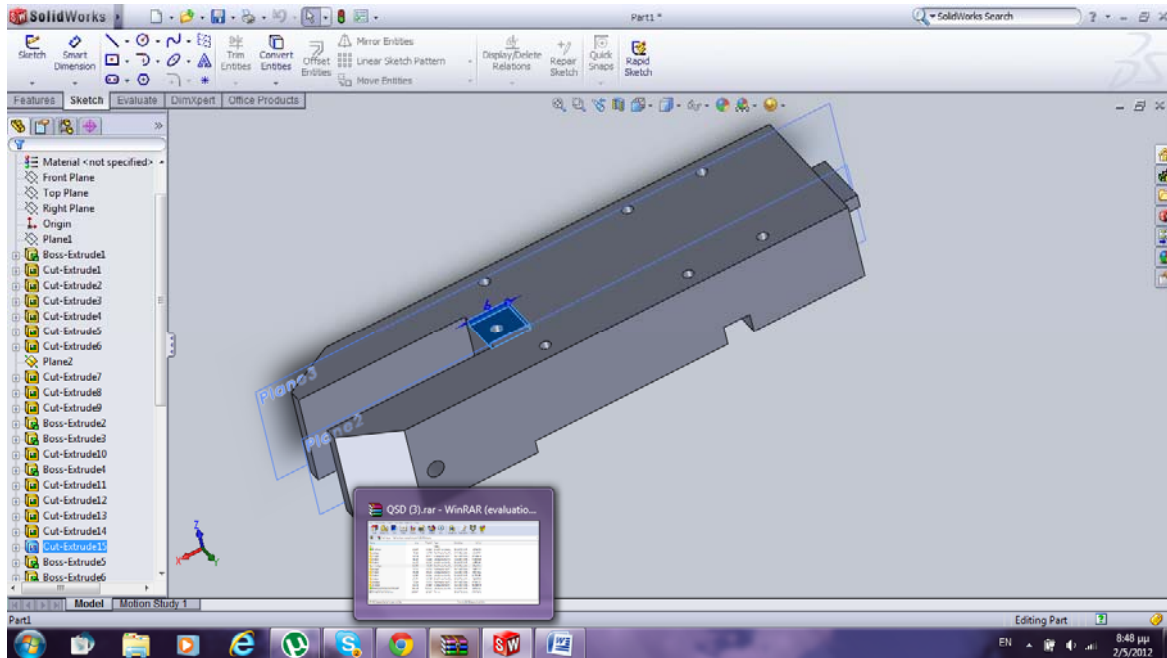 SolidWorks
Part1 *
SolidWorks Search
Sketch
Smart Dimension
Trim Entities
Convert Entities
Offset Entities
Mirror Entities
Linear Sketch Pattern
Move Entities
Display/Delete Relations
Repair Sketch
Quick Snaps
Rapid Sketch
Features Sketch Evaluate DimXpert Office Products
Material <not specified>
Front Plane
Top Plane
Right Plane
Origin
Plane1
Boss-Extrude1
Cut-Extrude1
Cut-Extrude2
Cut-Extrude3
Cut-Extrude4
Cut-Extrude5
Cut-Extrude6
Plane2
Cut-Extrude7
Cut-Extrude8
Cut-Extrude9
Boss-Extrude2
Boss-Extrude3
Cut-Extrude10
Boss-Extrude4
Cut-Extrude11
Cut-Extrude12
Cut-Extrude13
Cut-Extrude14
Cut-Extrude15
Boss-Extrude5
Boss-Extrude6
Plane3
Plane2
6
Z
X
Y
QSD (3).rar - WinRAR (evaluatio...
Model Motion Study 1
Part1
Editing Part
EN
8:48 μμ
2/5/2012